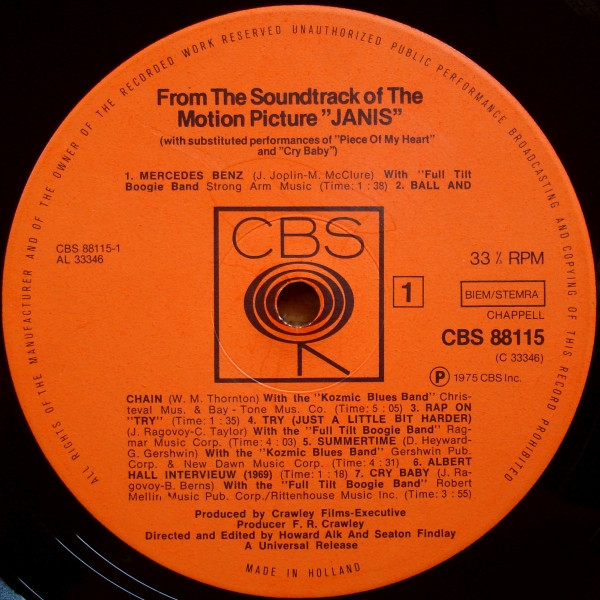 ALL RIGHTS OF THE MANUFACTURER AND OF THE OWNER OF THE RECORDED WORK RESERVED UNAUTHORIZED PUBLIC PERFORMANCE BROADCASTING AND COPYING OF THIS RECORD PROHIBITED
From The Soundtrack of The
Motion Picture "JANIS"
(with substituted performances of "Piece Of My Heart"
and "Cry Baby")
1. MERCEDES BENZ (J. Joplin-M. McClure) With "Full Tilt
Boogie Band Strong Arm Music (Time: 1 : 38) 2. BALL AND
CBS
CBS 88115-1
AL 33346
1
33 ⅓ RPM
BIEM/STEMRA
CHAPPELL
CBS 88115
(C 33346)
Ⓟ 1975 CBS Inc.
CHAIN (W. M. Thornton) With the "Kozmic Blues Band" Chris-
teval Mus. & Bay - Tone Mus. Co. (Time: 5 : 05) 3. RAP ON
"TRY" (Time: 1 : 35) 4. TRY (JUST A LITTLE BIT HARDER)
(J. Ragovoy-C. Taylor) With the "Full Tilt Boogie Band" Rag-
mar Music Corp. (Time: 4 : 03) 5. SUMMERTIME (D. Heyward-
G. Gershwin) With the "Kozmic Blues Band" Gershwin Pub.
Corp. & New Dawn Music Corp. (Time: 4 : 31) 6. ALBERT
HALL INTERVIEUW (1969) (Time: 1 : 18) 7. CRY BABY (J. Ra-
govoy-B. Berns) With the "Full Tilt Boogie Band" Robert
Mellin Music Pub. Corp./Rittenhouse Music Inc. (Time: 3 : 55)
Produced by Crawley Films-Executive
Producer F. R. Crawley
Directed and Edited by Howard Alk And Seaton Findlay
A Universal Release
MADE IN HOLLAND